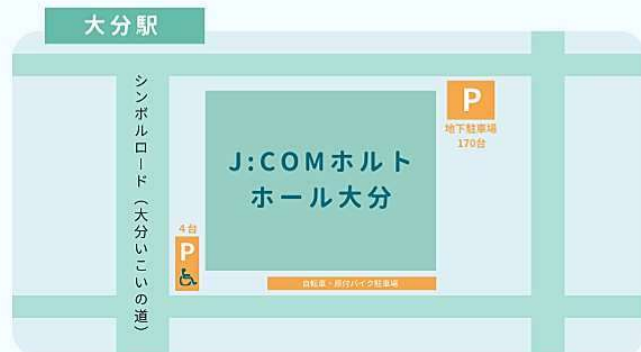 大分駅
シンボルロード（大分いこいの道）
J:COMホルト
ホール大分
P
地下駐車場
170台
4台
P
自転車・原付バイク駐車場